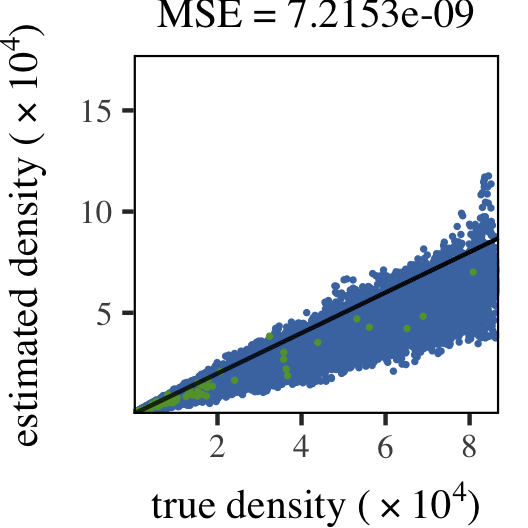 MSE = 7.2153e-09
estimated density ( × 10⁴)
15
10
5
2 4 6 8
true density ( × 10⁴)